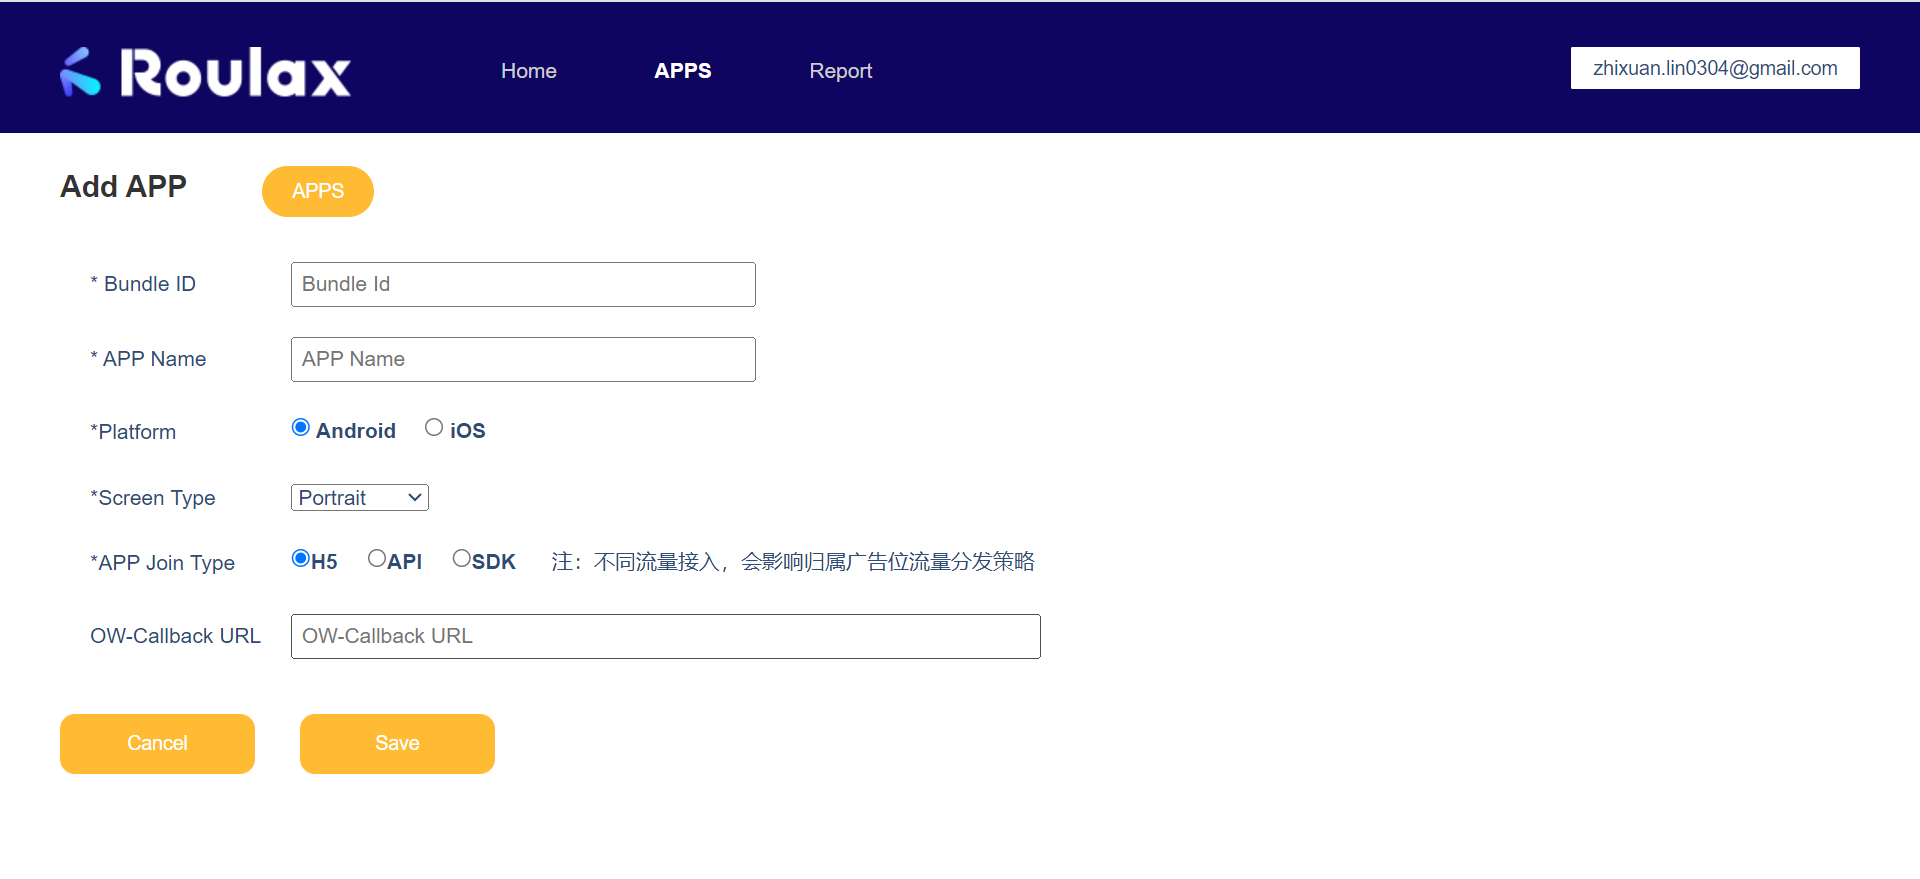 Roulax
Home
APPS
Report
zhixuan.lin0304@gmail.com
Add APP
APPS
* Bundle ID
Bundle Id
* APP Name
APP Name
*Platform
Android
iOS
*Screen Type
Portrait
*APP Join Type
H5
API
SDK
注：不同流量接入，会影响归属广告位流量分发策略
OW-Callback URL
OW-Callback URL
Cancel
Save